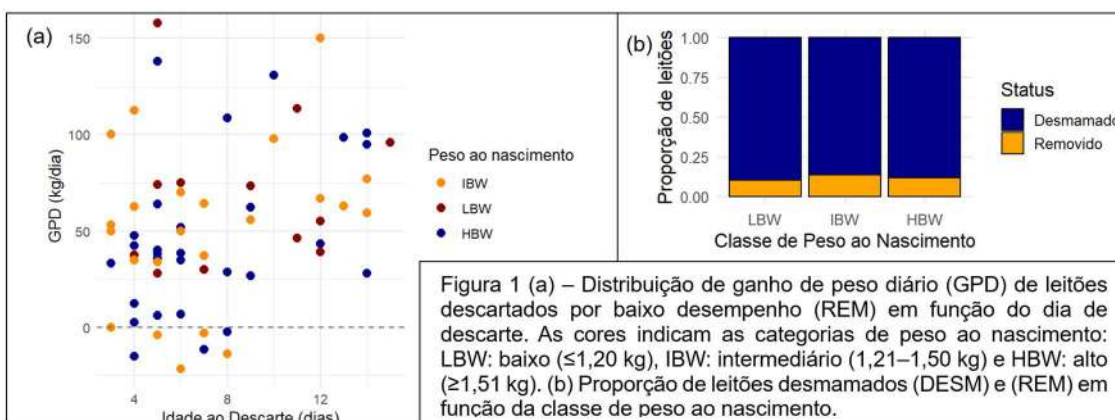 (a)
150
100
50
0
GPD (kg/dia)
4
8
12
Idade ao Descarte (dias)
Peso ao nascimento
IBW
LBW
HBW
(b)
1.00
0.75
0.50
0.25
0.00
Proporção de leitões
LBW
IBW
HBW
Classe de Peso ao Nascimento
Status
Desmamado
Removido
Figura 1 (a) – Distribuição de ganho de peso diário (GPD) de leitões
descartados por baixo desempenho (REM) em função do dia de
descarte. As cores indicam as categorias de peso ao nascimento:
LBW: baixo (≤1,20 kg), IBW: intermediário (1,21–1,50 kg) e HBW: alto
(≥1,51 kg). (b) Proporção de leitões desmamados (DESM) e (REM) em
função da classe de peso ao nascimento.